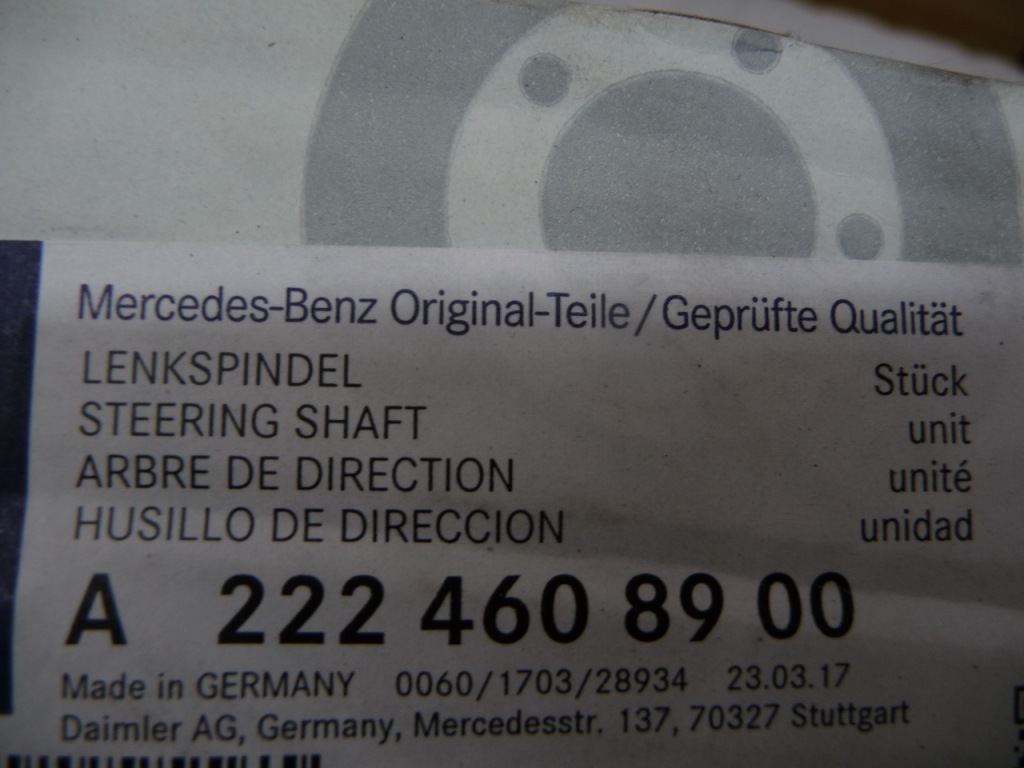 Mercedes-Benz Original-Teile/Geprüfte Qualität
LENKSPINDEL Stück
STEERING SHAFT unit
ARBRE DE DIRECTION unité
HUSILLO DE DIRECCION unidad
A 222 460 89 00
Made in GERMANY 0060/1703/28934 23.03.17
Daimler AG, Germany, Mercedesstr. 137, 70327 Stuttgart